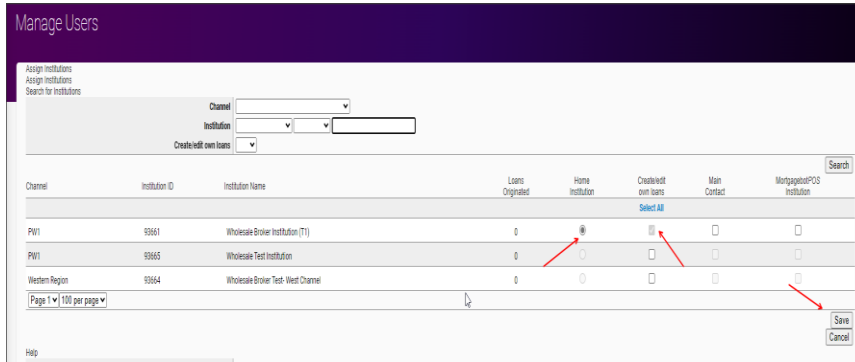 Manage Users
Assign Institutions
Assign Institutions
Search for Institutions
Channel
Institution
Create/edit own loans
Search
Channel Institution ID Institution Name Loans Originated Home Institution Create/edit own loans Main Contact MortgagebotPOS Institution
Select All
PW1 93661 Wholesale Broker Institution (T1) 0
PW1 93665 Wholesale Test Institution 0
Western Region 93664 Wholesale Broker Test- West Channel 0
Page 1 100 per page
Save
Cancel
Help